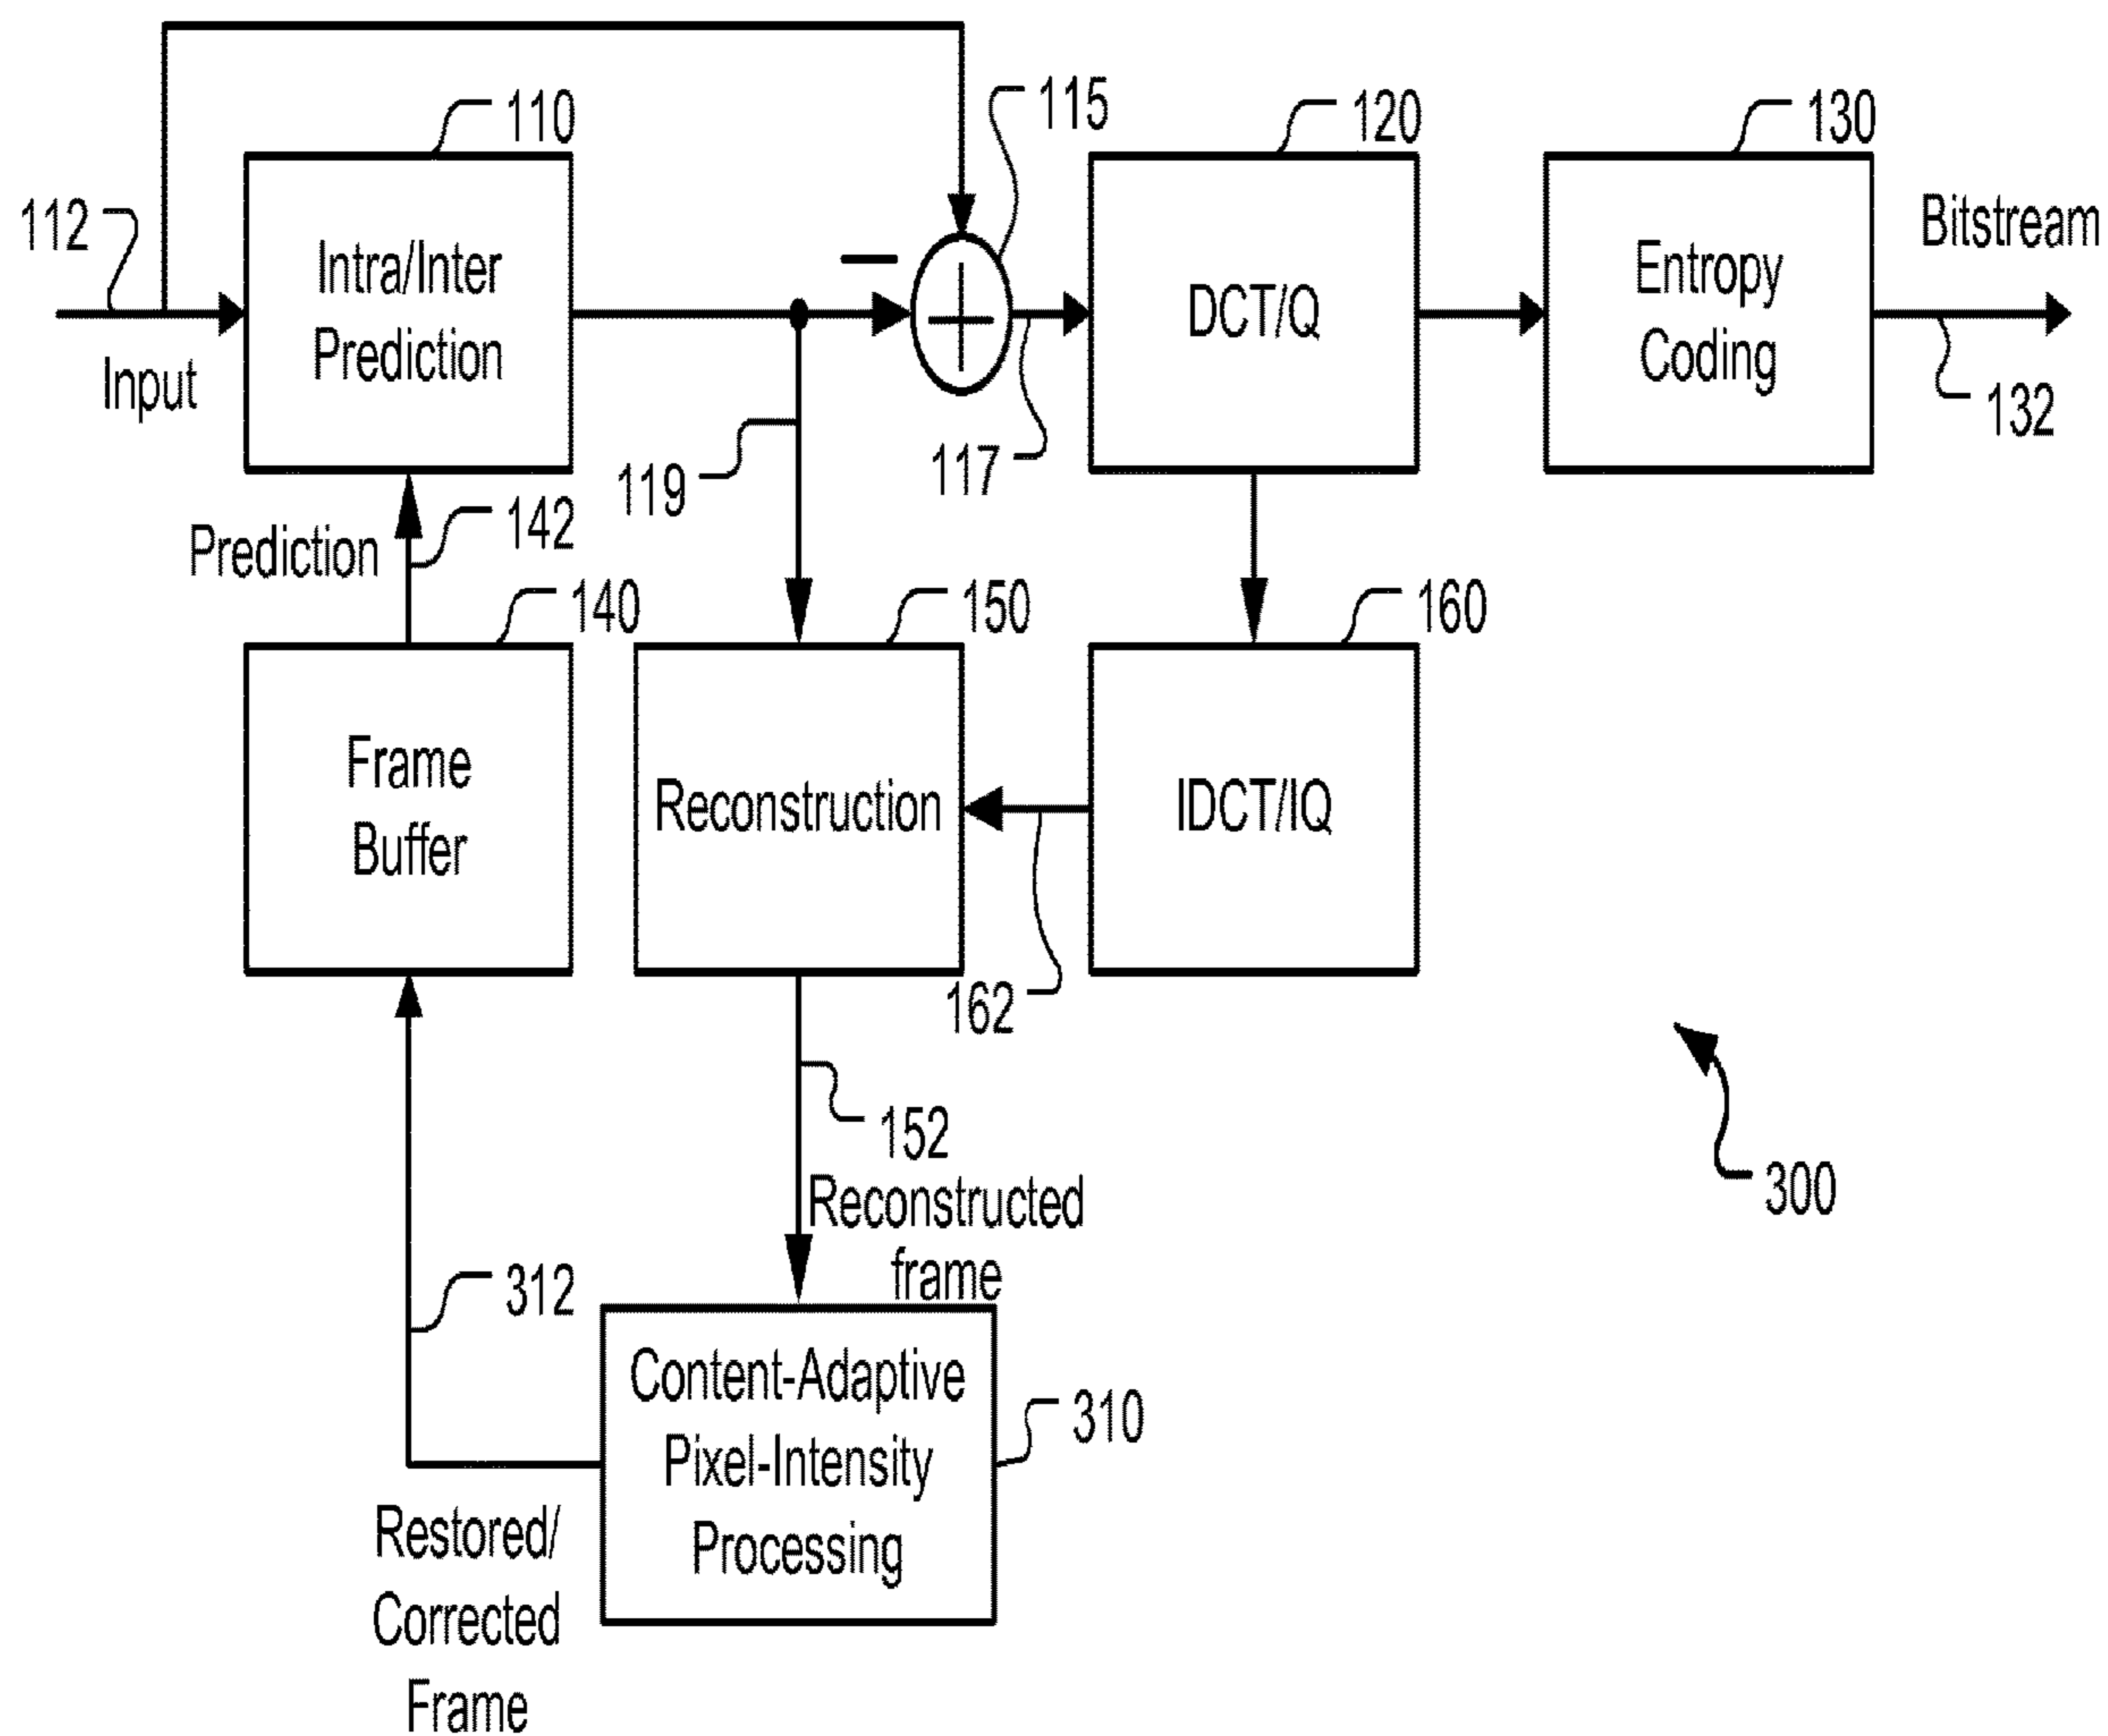 110
115
120
130
112
Input
Intra/Inter
Prediction
−
+
DCT/Q
Entropy
Coding
Bitstream
132
119
117
Prediction
142
140
150
160
Frame
Buffer
Reconstruction
IDCT/IQ
162
152
Reconstructed
frame
300
312
Content-Adaptive
Pixel-Intensity
Processing
310
Restored/
Corrected
Frame